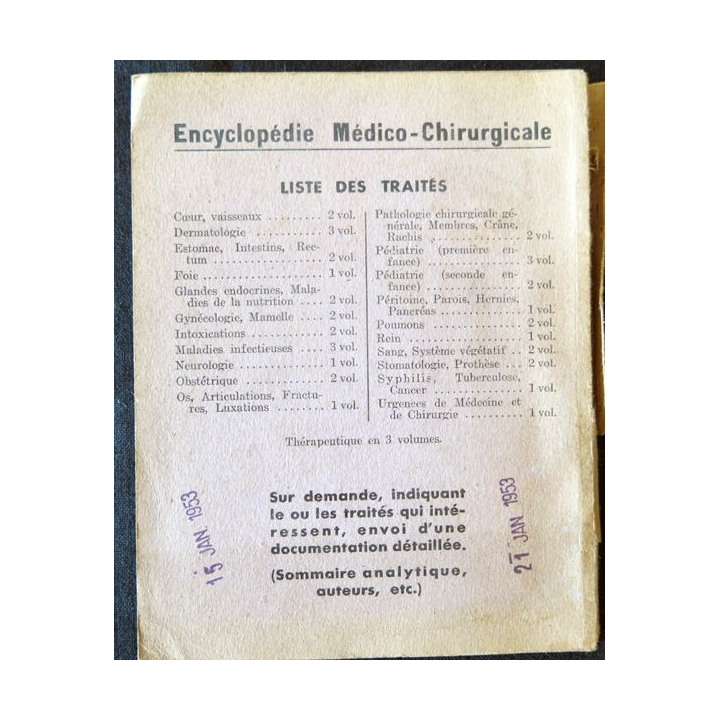 Encyclopédie Médico-Chirurgicale
LISTE DES TRAITÉS
Cœur, vaisseaux ......... 2 vol.
Dermatologie ............ 3 vol.
Estomac, Intestins, Rec-
tum ................. 2 vol.
Foie .................... 1 vol.
Glandes endocrines, Mala-
dies de la nutrition .... 2 vol.
Gynécologie, Mamelle .... 2 vol.
Intoxications ........... 2 vol.
Maladies infectieuses .... 3 vol.
Neurologie .............. 1 vol.
Obstétrique ............. 2 vol.
Os, Articulations, Fractu-
res, Luxations ........ 1 vol.
Pathologie chirurgicale gé-
nérale, Membres, Crâne,
Rachis .............. 2 vol.
Pédiatrie (première en-
fance) ............... 3 vol.
Pédiatrie (seconde en-
fance) ............... 2 vol.
Péritoine, Parois, Hernies,
Pancréas ............. 1 vol.
Poumons ............... 2 vol.
Rein .................... 1 vol.
Sang, Système végétatif .. 2 vol.
Stomatologie, Prothèse ... 2 vol.
Syphilis, Tuberculose,
Cancer ............... 1 vol.
Urgences de Médecine et
de Chirurgie .......... 1 vol.
Thérapeutique en 3 volumes.
Sur demande, indiquant
le ou les traités qui inté-
ressent, envoi d'une
documentation détaillée.
(Sommaire analytique,
auteurs, etc.)
15 JAN 1953
21 JAN 1953